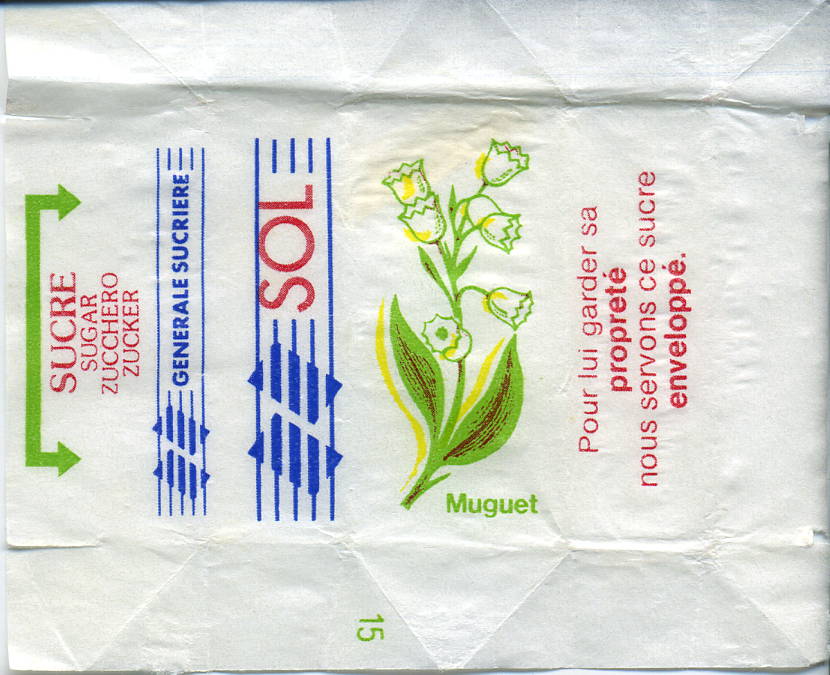 SUCRE
SUGAR
ZUCCHERO
ZUCKER
GENERALE SUCRIERE
SOL
Muguet
Pour lui garder sa
propreté
nous servons ce sucre
enveloppé.
15